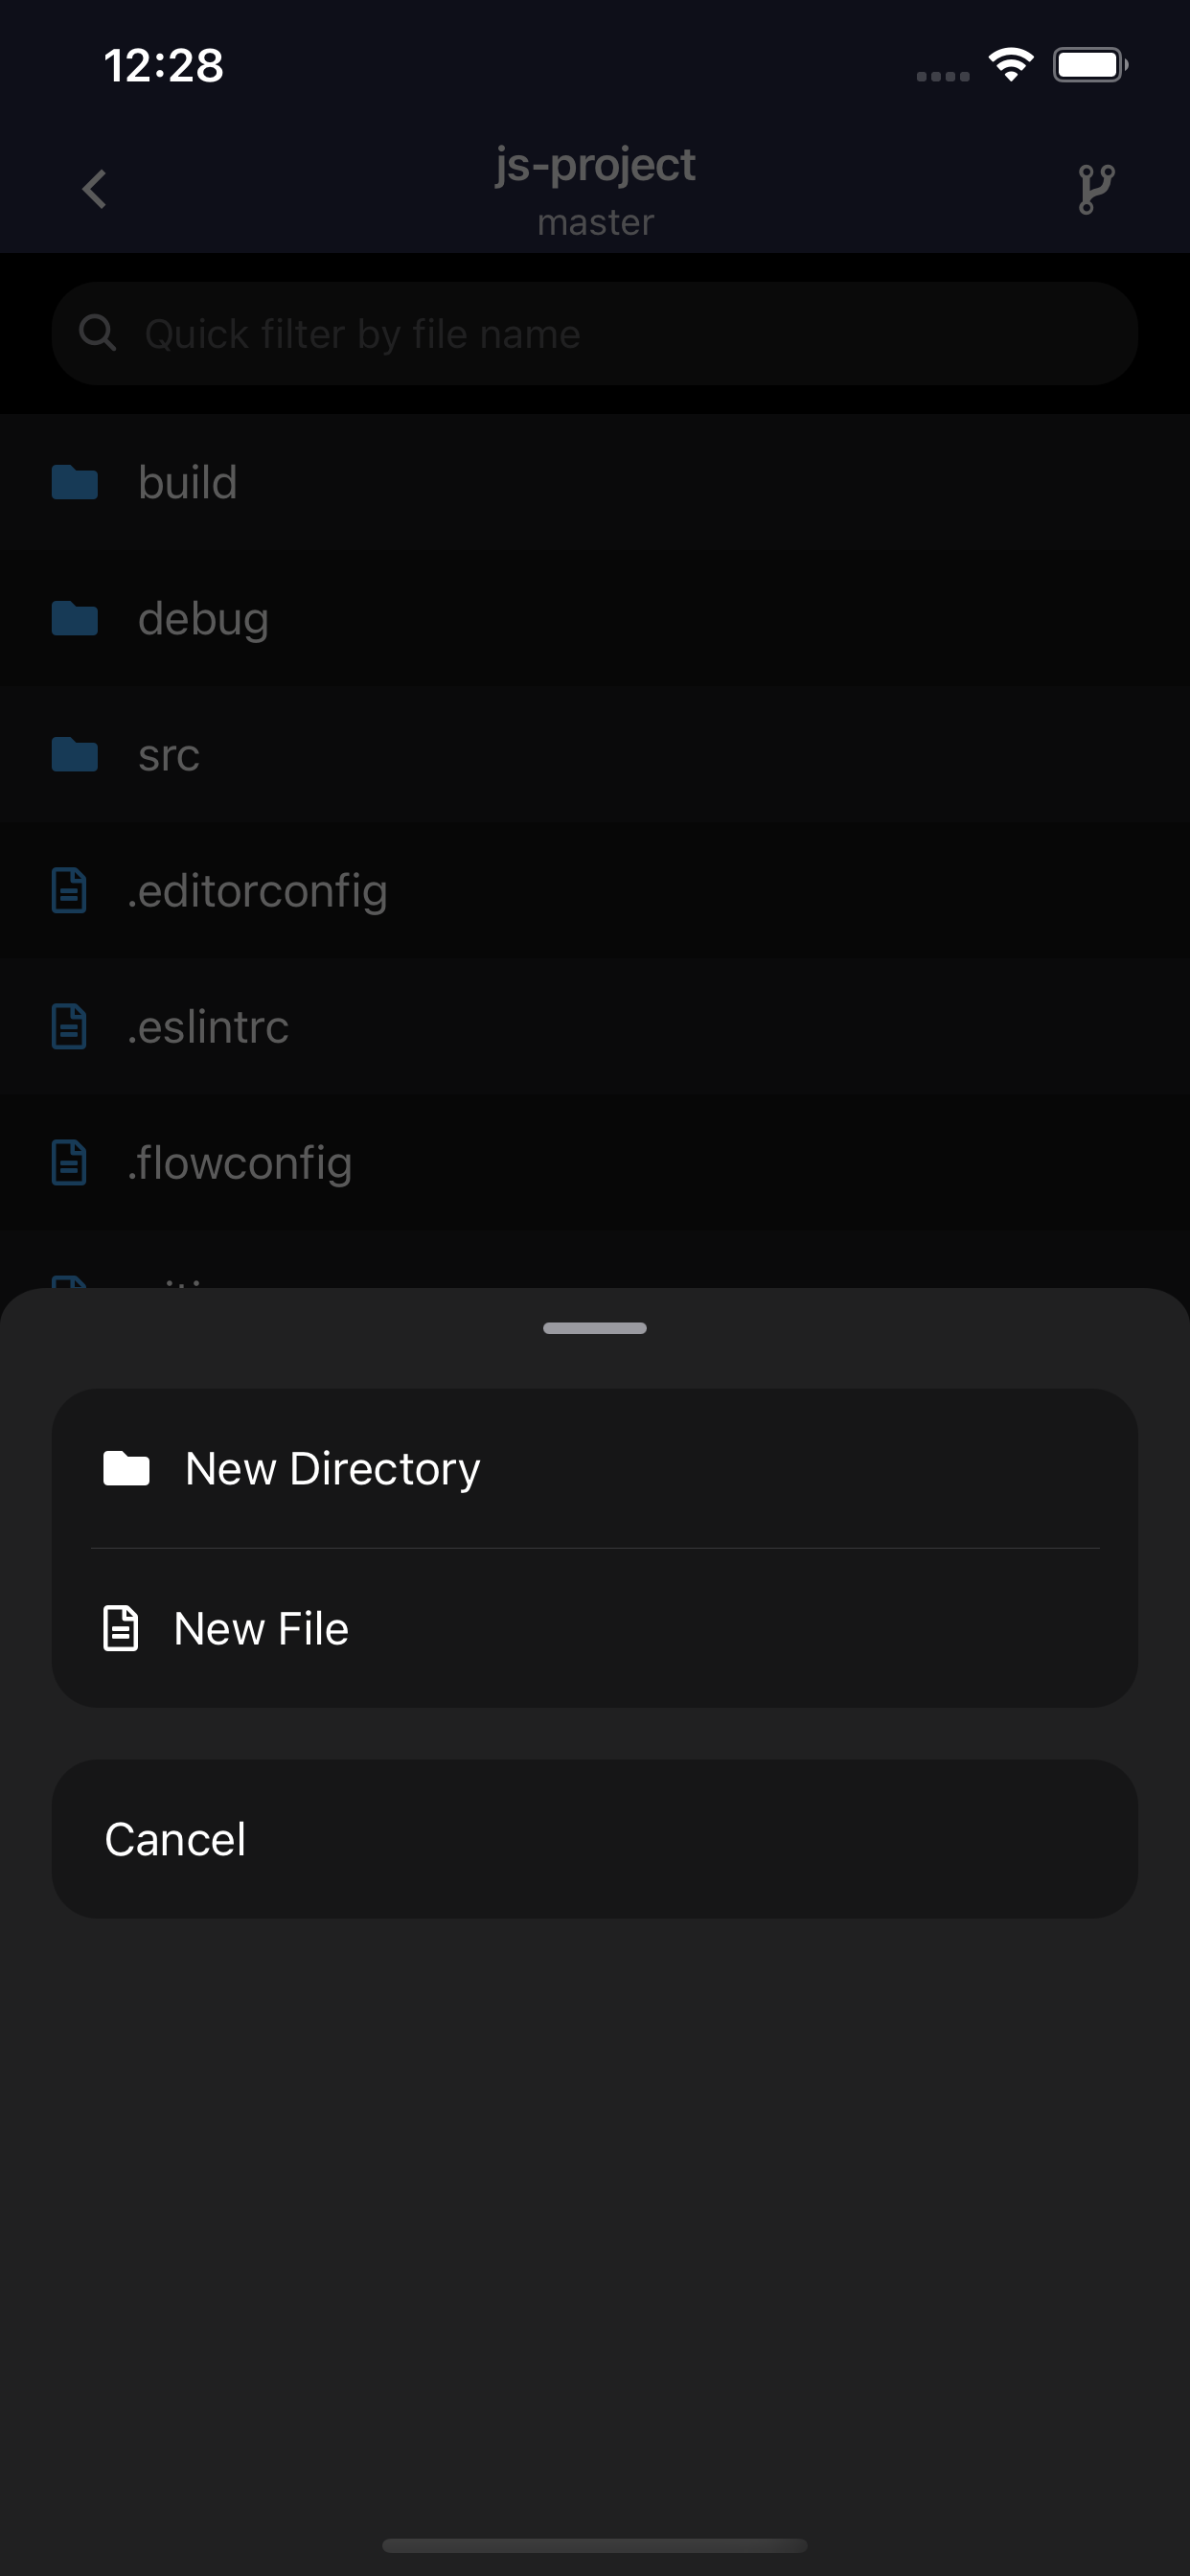 12:28
js-project
master
Quick filter by file name
build
debug
src
.editorconfig
.eslintrc
.flowconfig
New Directory
New File
Cancel